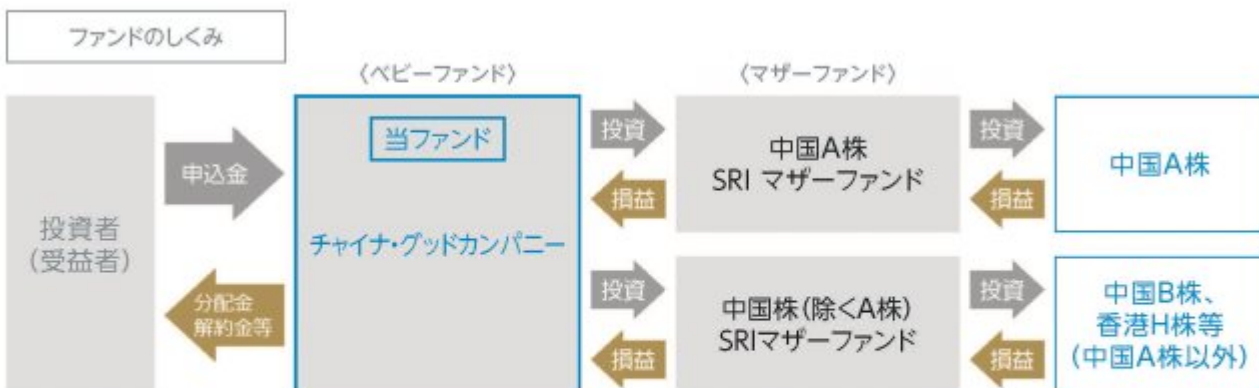 ファンドのしくみ
〈ベビーファンド〉
〈マザーファンド〉
投資者
(受益者)
申込金
分配金
解約金等
当ファンド
チャイナ・グッドカンパニー
投資
損益
中国A株
SRI マザーファンド
投資
損益
中国A株
投資
損益
中国株(除くA株)
SRIマザーファンド
投資
損益
中国B株、
香港H株等
(中国A株以外)